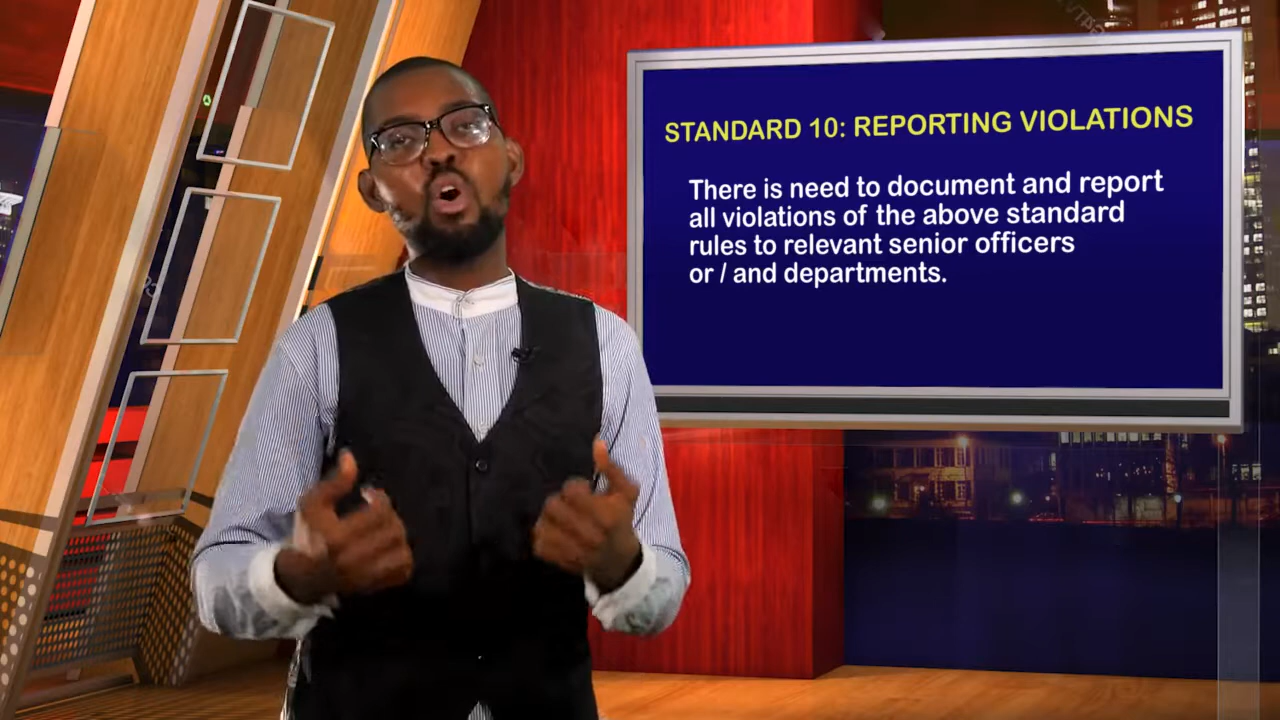 STANDARD 10: REPORTING VIOLATIONS
There is need to document and report
all violations of the above standard
rules to relevant senior officers
or / and departments.